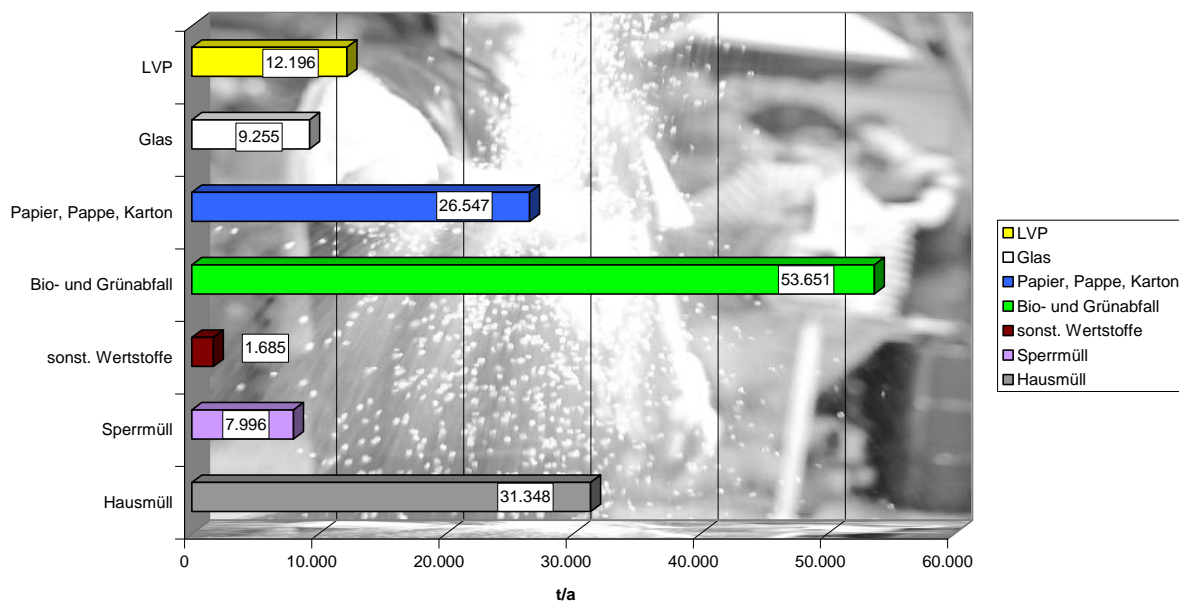 LVP
12.196
Glas
9.255
Papier, Pappe, Karton
26.547
Bio- und Grünabfall
53.651
sonst. Wertstoffe
1.685
Sperrmüll
7.996
Hausmüll
31.348
0
10.000
20.000
30.000
40.000
50.000
60.000
t/a
LVP
Glas
Papier, Pappe, Karton
Bio- und Grünabfall
sonst. Wertstoffe
Sperrmüll
Hausmüll